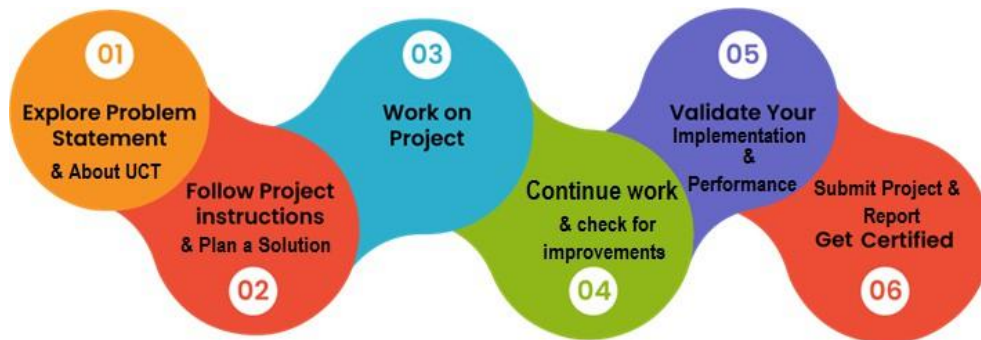 01
Explore Problem
Statement
& About UCT
Follow Project
instructions
& Plan a Solution
02
03
Work on
Project
Continue work
& check for
improvements
04
05
Validate Your
Implementation
&
Performance
Submit Project &
Report
Get Certified
06